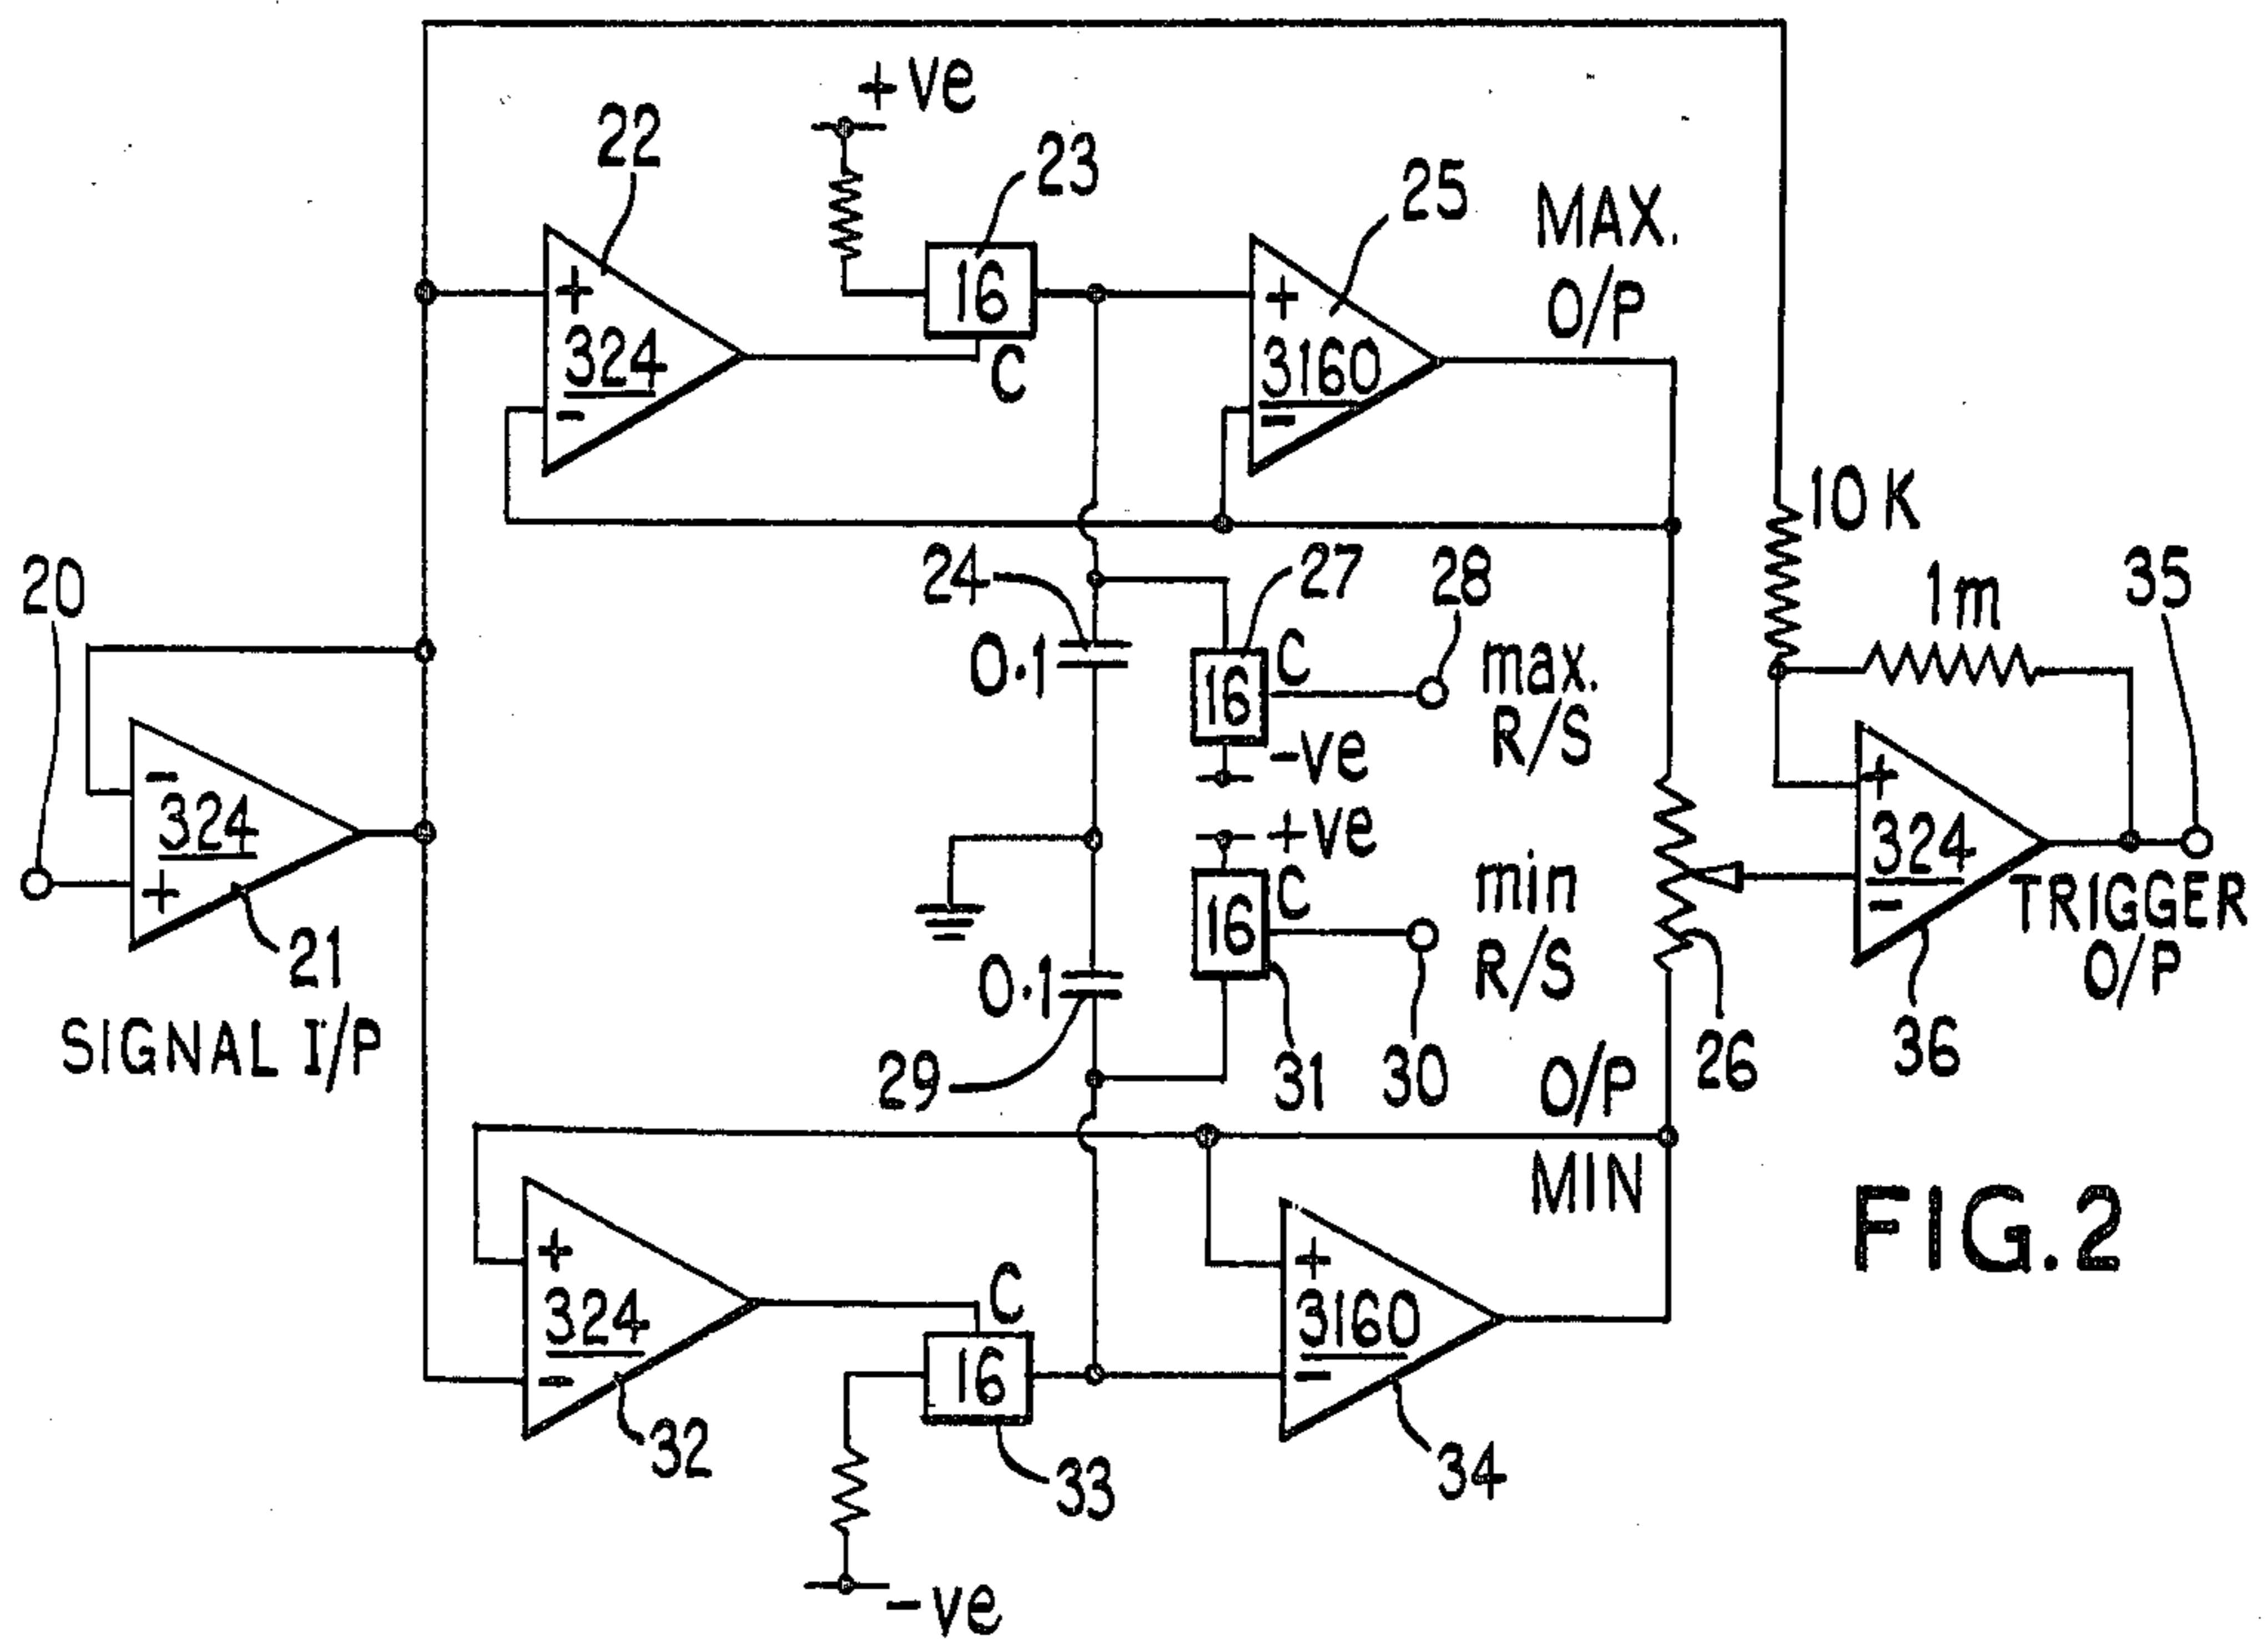 +ve
22
23
25
MAX.
O/P
+
324
-
16
C
+
3160
-
10K
1m
35
20
24
0.1
27
28
C
16
max.
R/S
-ve
+ve
C
16
min
R/S
-
324
+
21
SIGNAL I/P
+
324
-
TRIGGER
O/P
36
26
0.1
29
31
30
O/P
MIN
+
324
-
32
C
16
33
+
3160
-
34
-ve
FIG.2